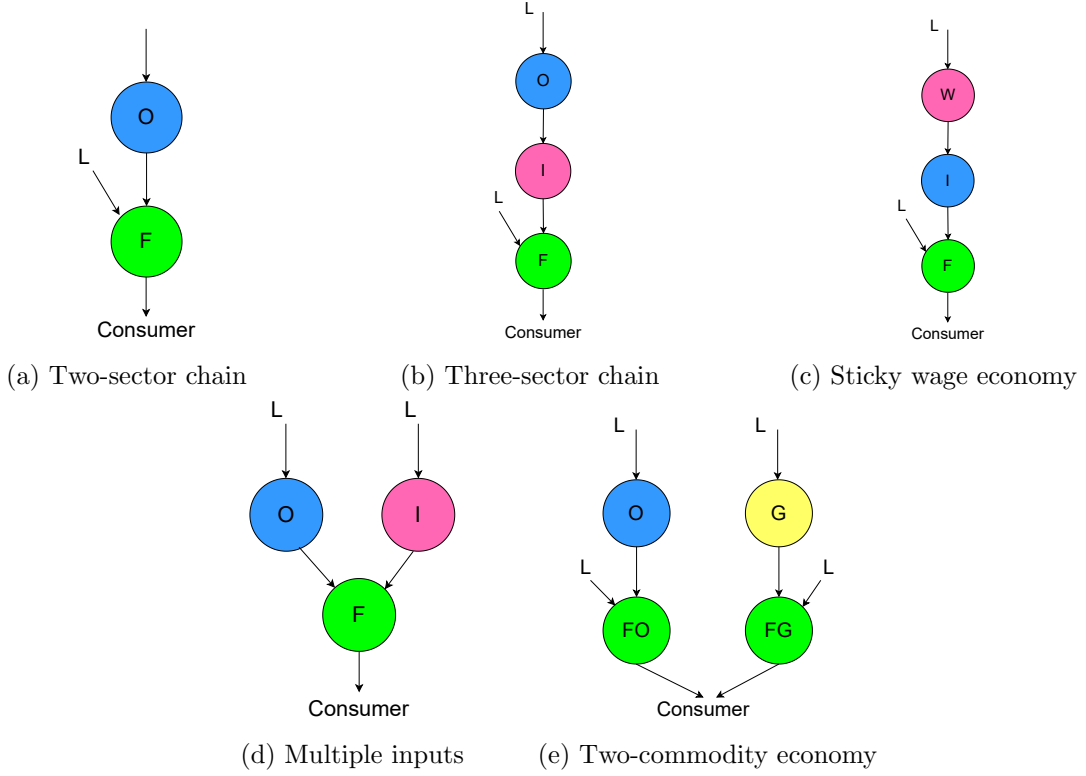 O
L
F
Consumer
(a) Two-sector chain
L
O
I
L
F
Consumer
(b) Three-sector chain
L
W
I
L
F
Consumer
(c) Sticky wage economy
L
L
O
I
F
Consumer
(d) Multiple inputs
L
L
O
G
L
L
FO
FG
Consumer
(e) Two-commodity economy